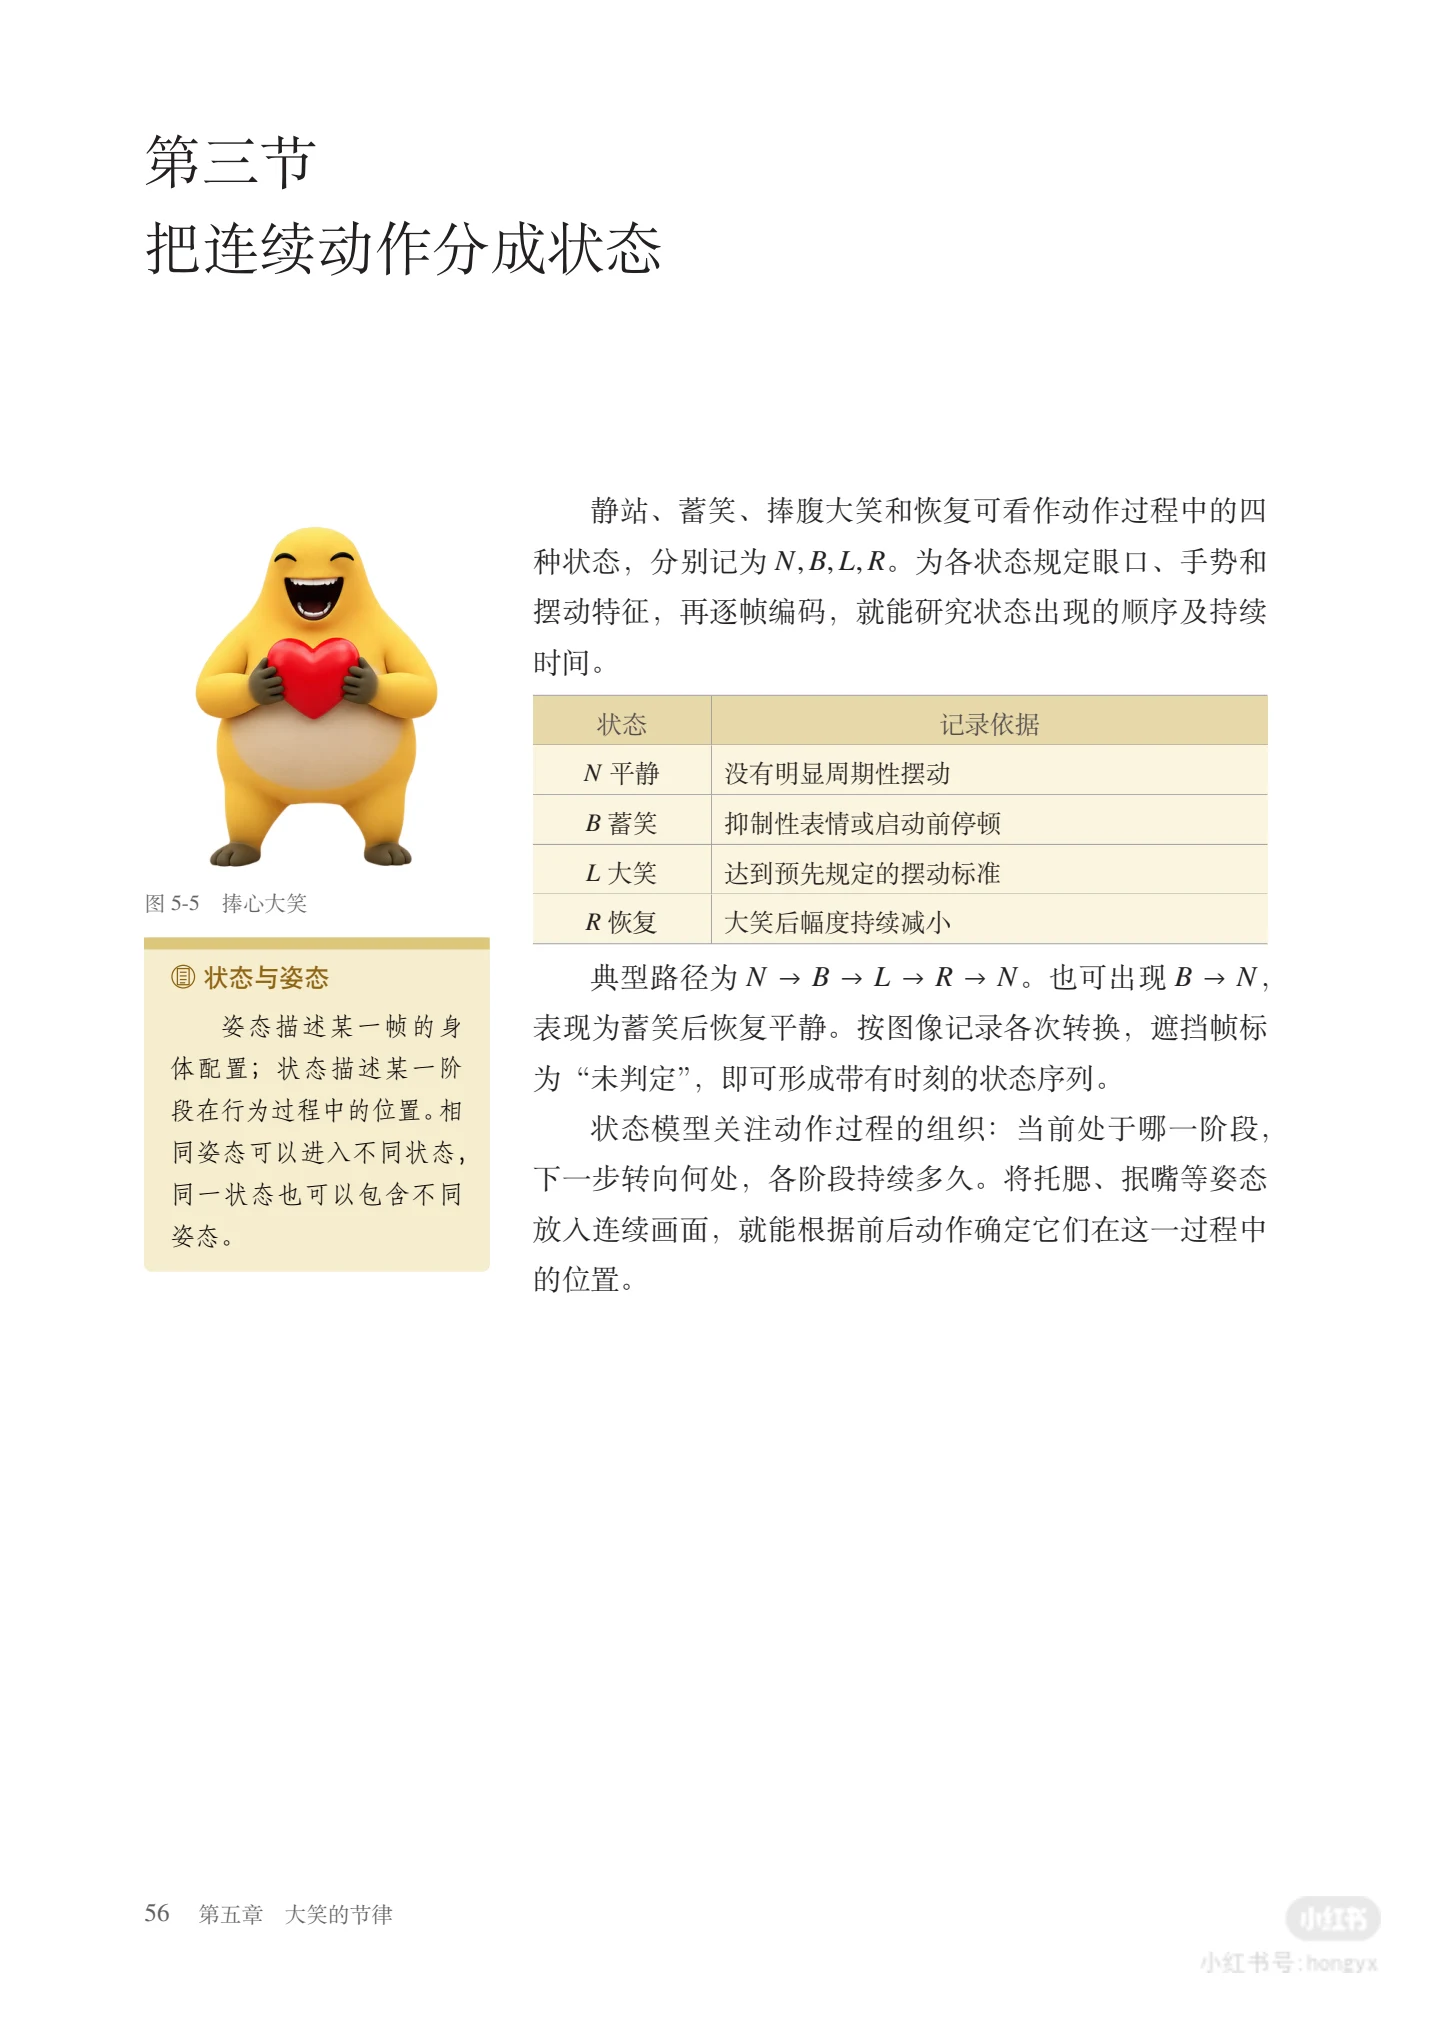 第三节
把连续动作分成状态
静站、蓄笑、捧腹大笑和恢复可看作动作过程中的四
种状态，分别记为 N, B, L, R。为各状态规定眼口、手势和
摆动特征，再逐帧编码，就能研究状态出现的顺序及持续
时间。
状态 记录依据
N 平静 没有明显周期性摆动
B 蓄笑 抑制性表情或启动前停顿
L 大笑 达到预先规定的摆动标准
R 恢复 大笑后幅度持续减小
典型路径为 N → B → L → R → N。也可出现 B → N，
表现为蓄笑后恢复平静。按图像记录各次转换，遮挡帧标
为“未判定”，即可形成带有时刻的状态序列。
状态模型关注动作过程的组织：当前处于哪一阶段，
下一步转向何处，各阶段持续多久。将托腮、抿嘴等姿态
放入连续画面，就能根据前后动作确定它们在这一过程中
的位置。
图 5-5 捧心大笑
状态与姿态
姿态描述某一帧的身
体配置；状态描述某一阶
段在行为过程中的位置。相
同姿态可以进入不同状态，
同一状态也可以包含不同
姿态。
56 第五章 大笑的节律
小红书
小红书号:hongyx